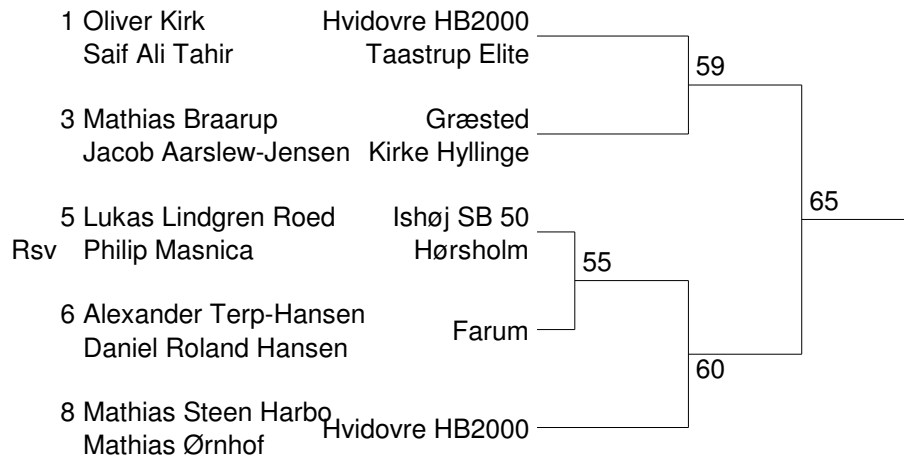 1 Oliver Kirk Hvidovre HB2000
Saif Ali Tahir Taastrup Elite
59
3 Mathias Braarup Græsted
Jacob Aarslew-Jensen Kirke Hyllinge
65
5 Lukas Lindgren Roed Ishøj SB 50
Rsv Philip Masnica Hørsholm
55
6 Alexander Terp-Hansen
Daniel Roland Hansen Farum
60
8 Mathias Steen Harbo
Mathias Ørnhof Hvidovre HB2000